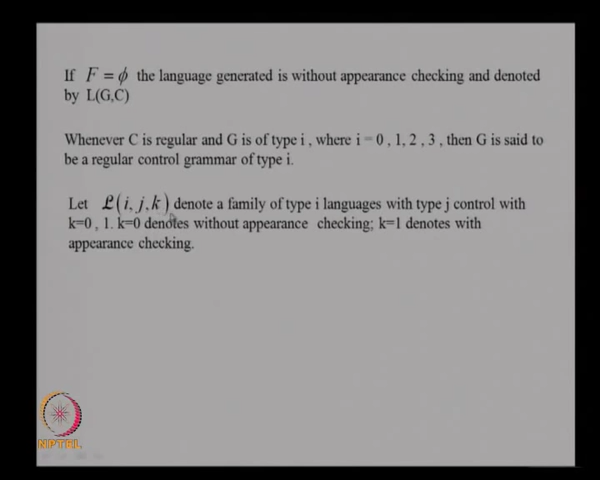 If F = ϕ the language generated is without appearance checking and denoted
by L(G,C)
Whenever C is regular and G is of type i , where i = 0 , 1, 2 , 3 , then G is said to
be a regular control grammar of type i.
Let ℒ(i, j, k) denote a family of type i languages with type j control with
k=0 , 1. k=0 denotes without appearance checking; k=1 denotes with
appearance checking.
NPTEL